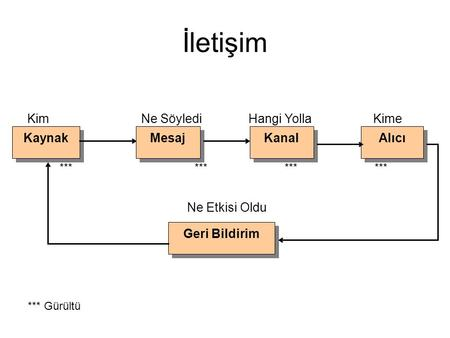 İletişim
Kim Ne Söyledi Hangi Yolla Kime
Kaynak Mesaj Kanal Alıcı
*** *** *** ***
Ne Etkisi Oldu
Geri Bildirim
*** Gürültü